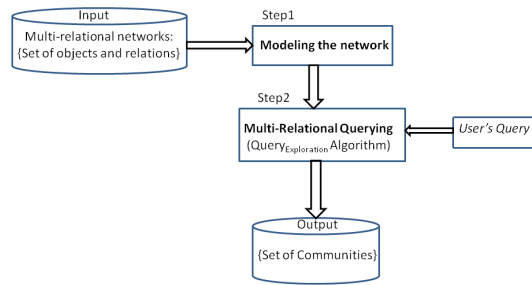 Input
Multi-relational networks:
{Set of objects and relations}
Step1
Modeling the network
Step2
Multi-Relational Querying
(QueryExploration Algorithm)
User's Query
Output
{Set of Communities}